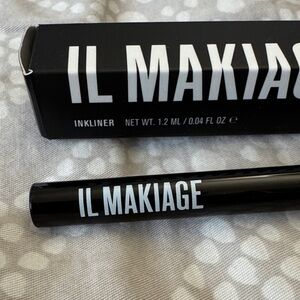 IL MAKIAG
INKLINER NET WT. 1.2 ML / 0.04 FL OZ ℮
IL MAKIAGE